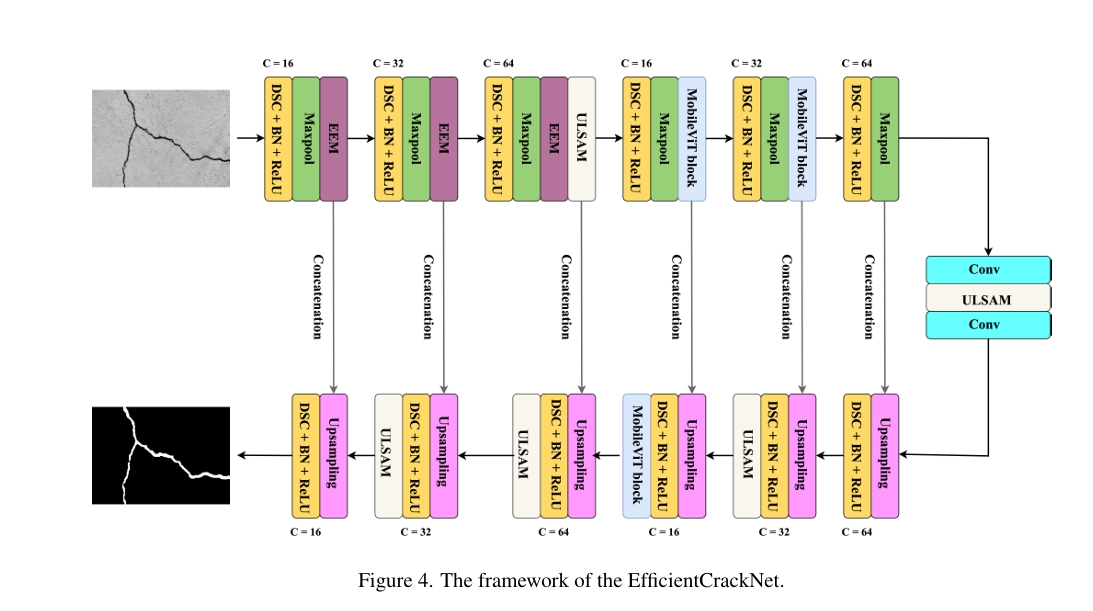 C = 16
C = 32
C = 64
C = 16
C = 32
C = 64
DSC + BN + ReLU
Maxpool
EEM
DSC + BN + ReLU
Maxpool
EEM
DSC + BN + ReLU
Maxpool
EEM
ULSAM
DSC + BN + ReLU
Maxpool
MobileViT block
DSC + BN + ReLU
Maxpool
MobileViT block
DSC + BN + ReLU
Maxpool
Concatenation
Concatenation
Concatenation
Concatenation
Concatenation
Concatenation
Conv
ULSAM
Conv
DSC + BN + ReLU
Upsampling
ULSAM
DSC + BN + ReLU
Upsampling
ULSAM
DSC + BN + ReLU
Upsampling
MobileViT block
DSC + BN + ReLU
Upsampling
ULSAM
DSC + BN + ReLU
Upsampling
DSC + BN + ReLU
Upsampling
C = 16
C = 32
C = 64
C = 16
C = 32
C = 64
Figure 4. The framework of the EfficientCrackNet.